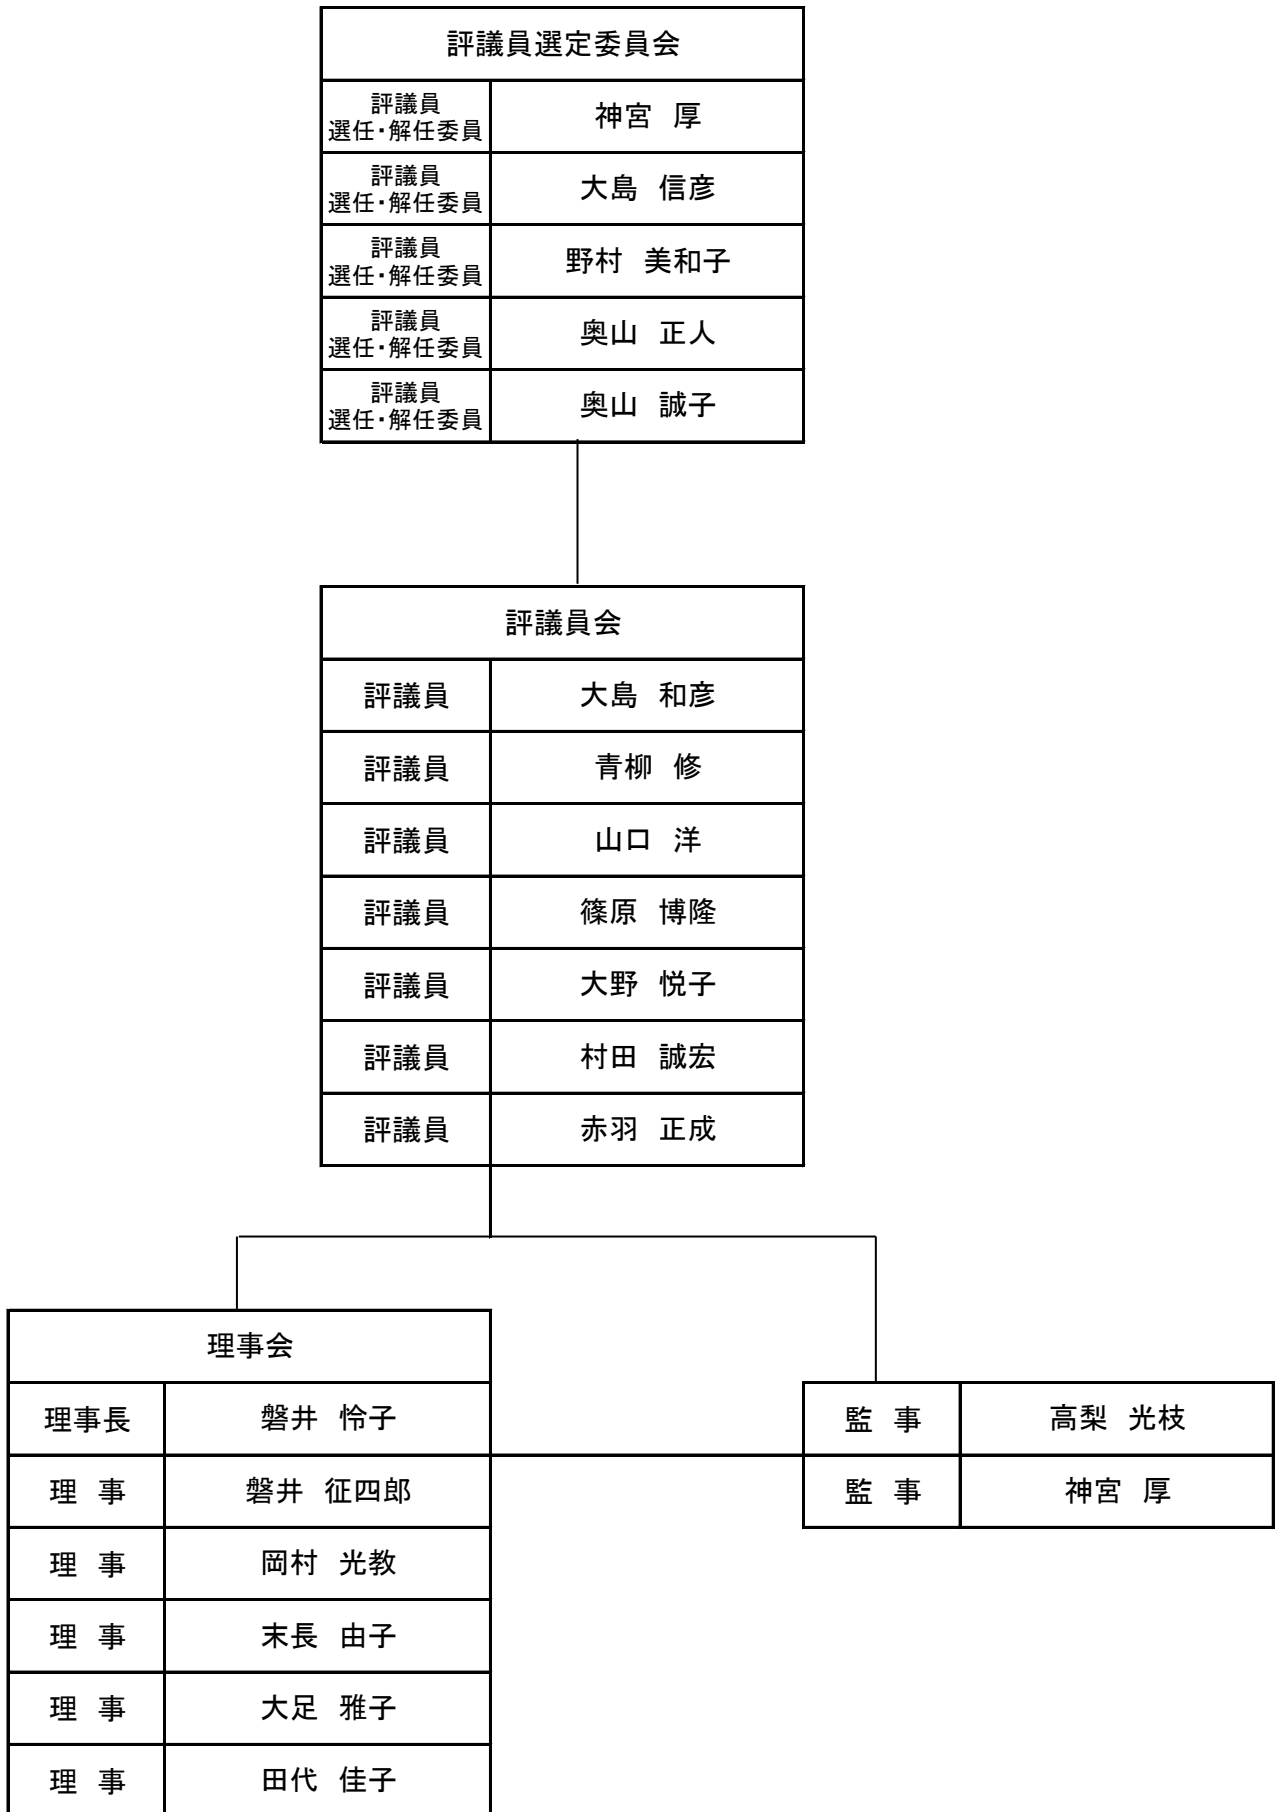 評議員選定委員会
評議員
選任・解任委員
神宮　厚
評議員
選任・解任委員
大島　信彦
評議員
選任・解任委員
野村　美和子
評議員
選任・解任委員
奥山　正人
評議員
選任・解任委員
奥山　誠子
評議員会
評議員　大島　和彦
評議員　青柳　修
評議員　山口　洋
評議員　篠原　博隆
評議員　大野　悦子
評議員　村田　誠宏
評議員　赤羽　正成
理事会
理事長　磐井　怜子
理　事　磐井　征四郎
理　事　岡村　光教
理　事　末長　由子
理　事　大足　雅子
理　事　田代　佳子
監　事　高梨　光枝
監　事　神宮　厚